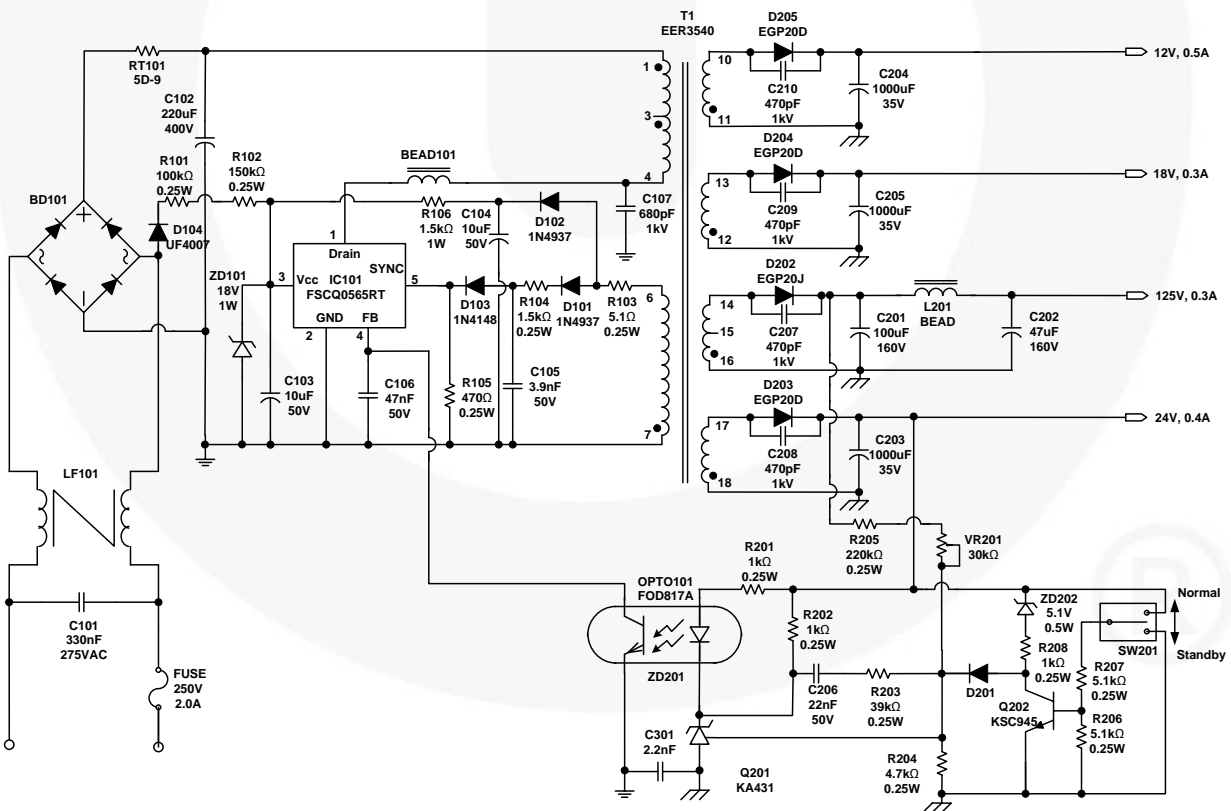 T1
EER3540
D205
EGP20D
RT101
5D-9
1
10
12V, 0.5A
C210
470pF
1kV
C204
1000uF
35V
C102
220uF
400V
3
11
BEAD101
D204
EGP20D
R101
100kΩ
0.25W
R102
150kΩ
0.25W
4
13
18V, 0.3A
BD101
C107
680pF
1kV
C209
470pF
1kV
C205
1000uF
35V
D104
UF4007
R106
1.5kΩ
1W
C104
10uF
50V
D102
1N4937
12
1
Drain
SYNC
D202
EGP20J
ZD101
18V
1W
3
Vcc
IC101
FSCQ0565RT
5
D103
1N4148
R104
1.5kΩ
0.25W
D101
1N4937
R103
5.1Ω
0.25W
6
14
15
16
125V, 0.3A
L201
BEAD
C207
470pF
1kV
C201
100uF
160V
C202
47uF
160V
GND
FB
2
4
C103
10uF
50V
C106
47nF
50V
R105
470Ω
0.25W
C105
3.9nF
50V
D203
EGP20D
7
17
24V, 0.4A
C208
470pF
1kV
C203
1000uF
35V
18
LF101
R205
220kΩ
0.25W
VR201
30kΩ
R201
1kΩ
0.25W
OPTO101
FOD817A
R202
1kΩ
0.25W
ZD202
5.1V
0.5W
Normal
SW201
Standby
C101
330nF
275VAC
R208
1kΩ
0.25W
FUSE
250V
2.0A
ZD201
C206
22nF
50V
R203
39kΩ
0.25W
D201
R207
5.1kΩ
0.25W
Q202
KSC945
R206
5.1kΩ
0.25W
C301
2.2nF
Q201
KA431
R204
4.7kΩ
0.25W
R